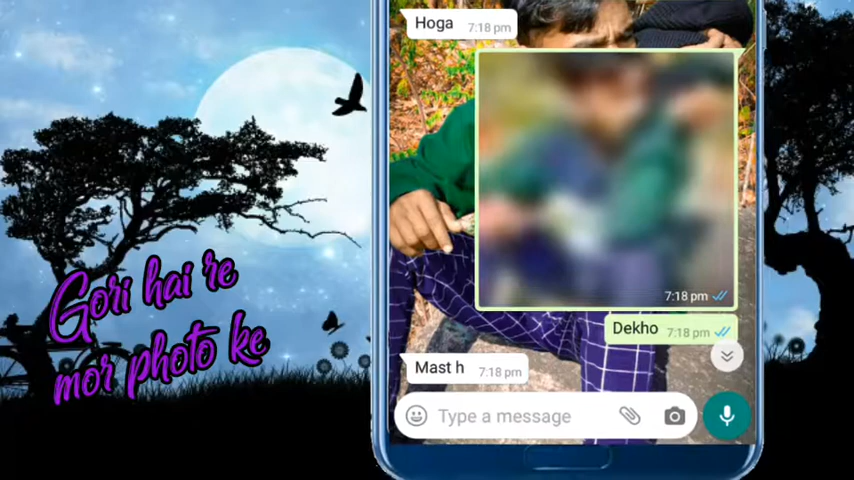 Hoga 7:18 pm
7:18 pm
Dekho 7:18 pm
Mast h 7:18 pm
Type a message
Gori hai re
mor photo ke